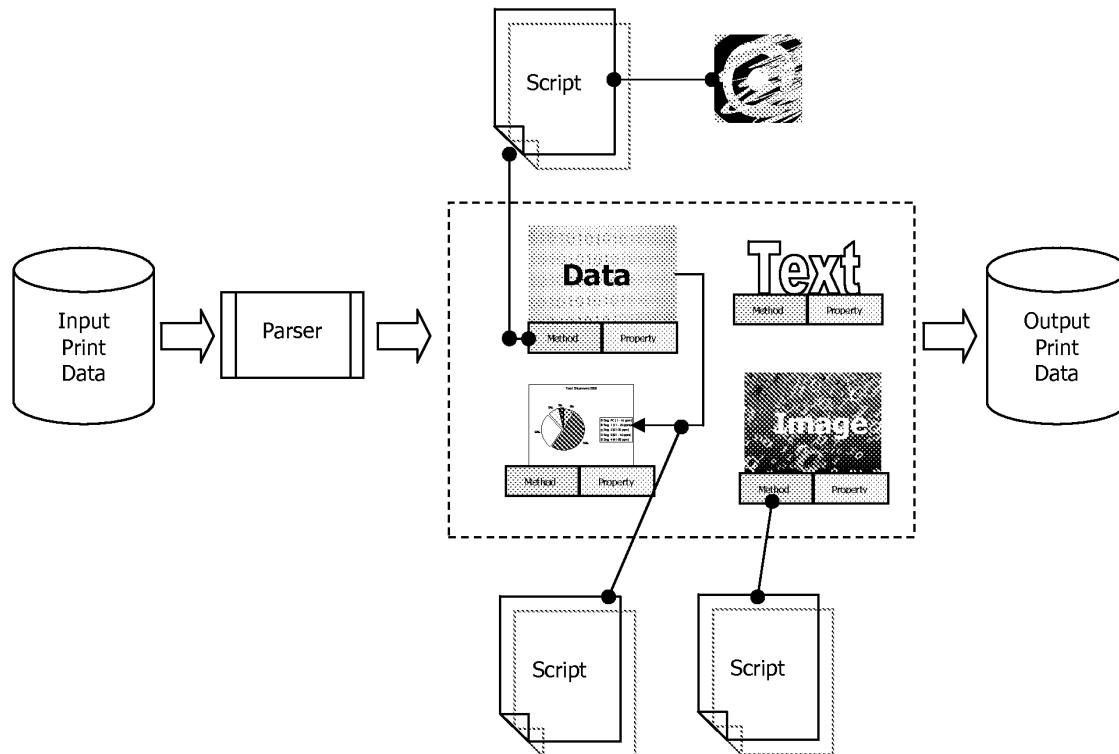 Script
Data
Method Property
Text
Method Property
Input
Print
Data
Parser
Output
Print
Data
Method Property
Image
Method Property
Script
Script